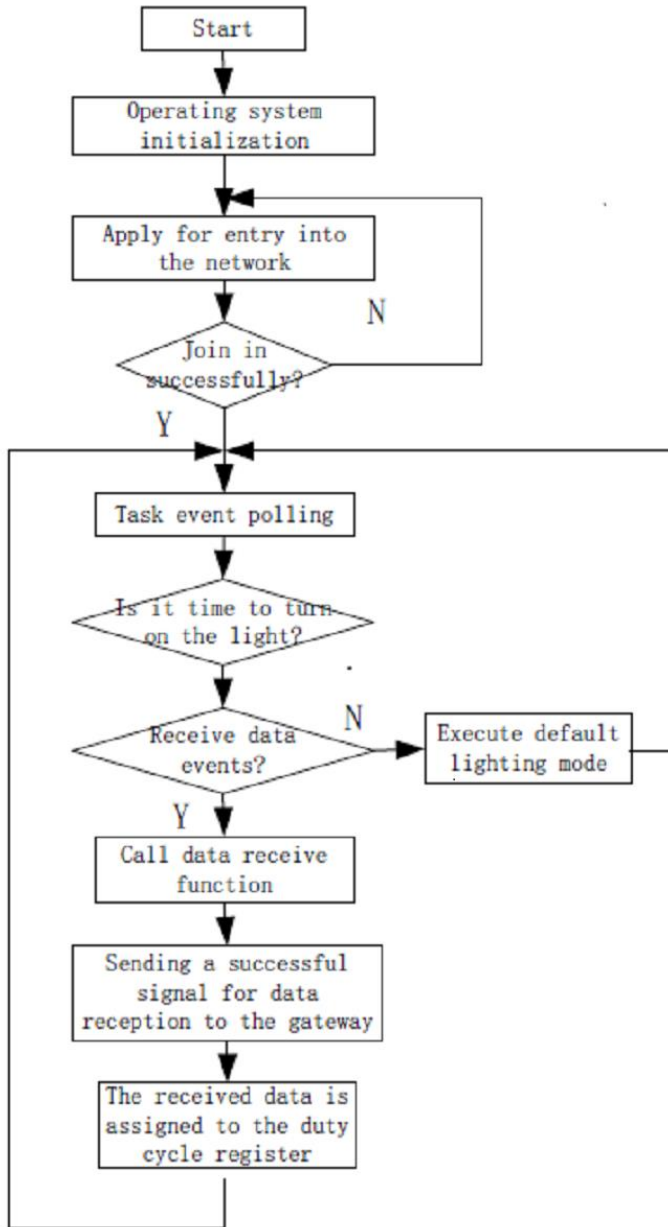 Start
Operating system
initialization
Apply for entry into
the network
N
Join in
successfully?
Y
Task event polling
Is it time to turn
on the light?
N
Receive data
events?
Execute default
lighting mode
Y
Call data receive
function
Sending a successful
signal for data
reception to the gateway
The received data is
assigned to the duty
cycle register